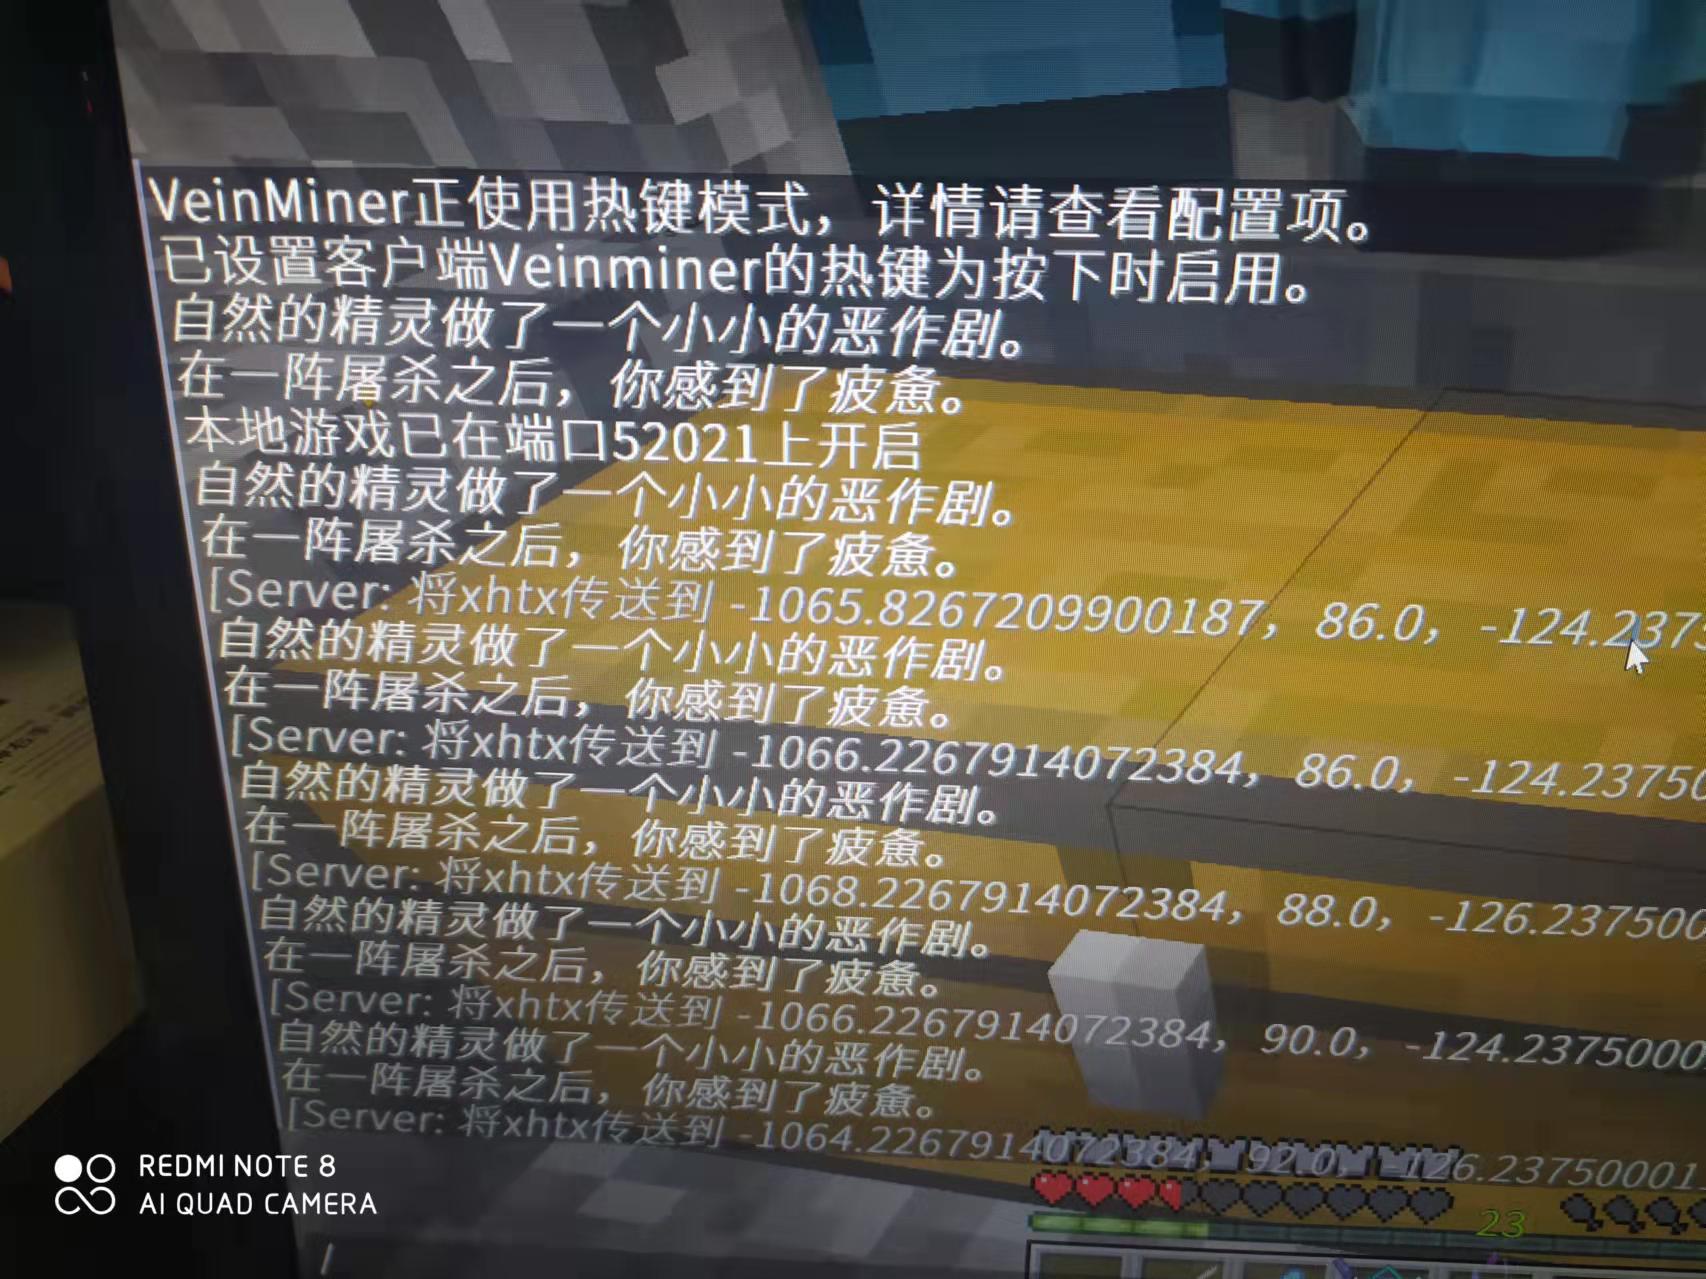 VeinMiner正使用热键模式，详情请查看配置项。
已设置客户端Veinminer的热键为按下时启用。
自然的精灵做了一个小小的恶作剧。
在一阵屠杀之后，你感到了疲惫。
本地游戏已在端口52021上开启
自然的精灵做了一个小小的恶作剧。
在一阵屠杀之后，你感到了疲惫。
[Server: 将xhtx传送到 -1065.8267209900187, 86.0, -124.2375
自然的精灵做了一个小小的恶作剧。
在一阵屠杀之后，你感到了疲惫。
[Server: 将xhtx传送到 -1066.2267914072384, 86.0, -124.23750
自然的精灵做了一个小小的恶作剧。
在一阵屠杀之后，你感到了疲惫。
[Server: 将xhtx传送到 -1068.2267914072384, 88.0, -126.237500
自然的精灵做了一个小小的恶作剧。
在一阵屠杀之后，你感到了疲惫。
[Server: 将xhtx传送到 -1066.2267914072384, 90.0, -124.2375000
自然的精灵做了一个小小的恶作剧。
在一阵屠杀之后，你感到了疲惫。
[Server: 将xhtx传送到 -1064.2267914072384, 92.0, -126.237500001
23
/
REDMI NOTE 8
AI QUAD CAMERA